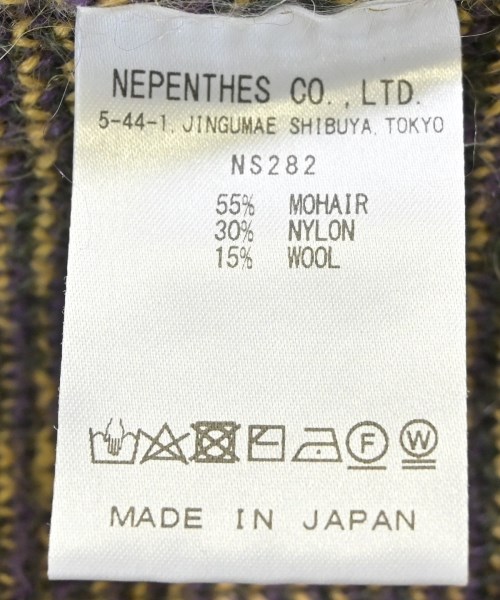 NEPENTHES CO.,LTD.
5-44-1, JINGUMAE SHIBUYA, TOKYO
NS282
55% MOHAIR
30% NYLON
15% WOOL
F W
MADE IN JAPAN